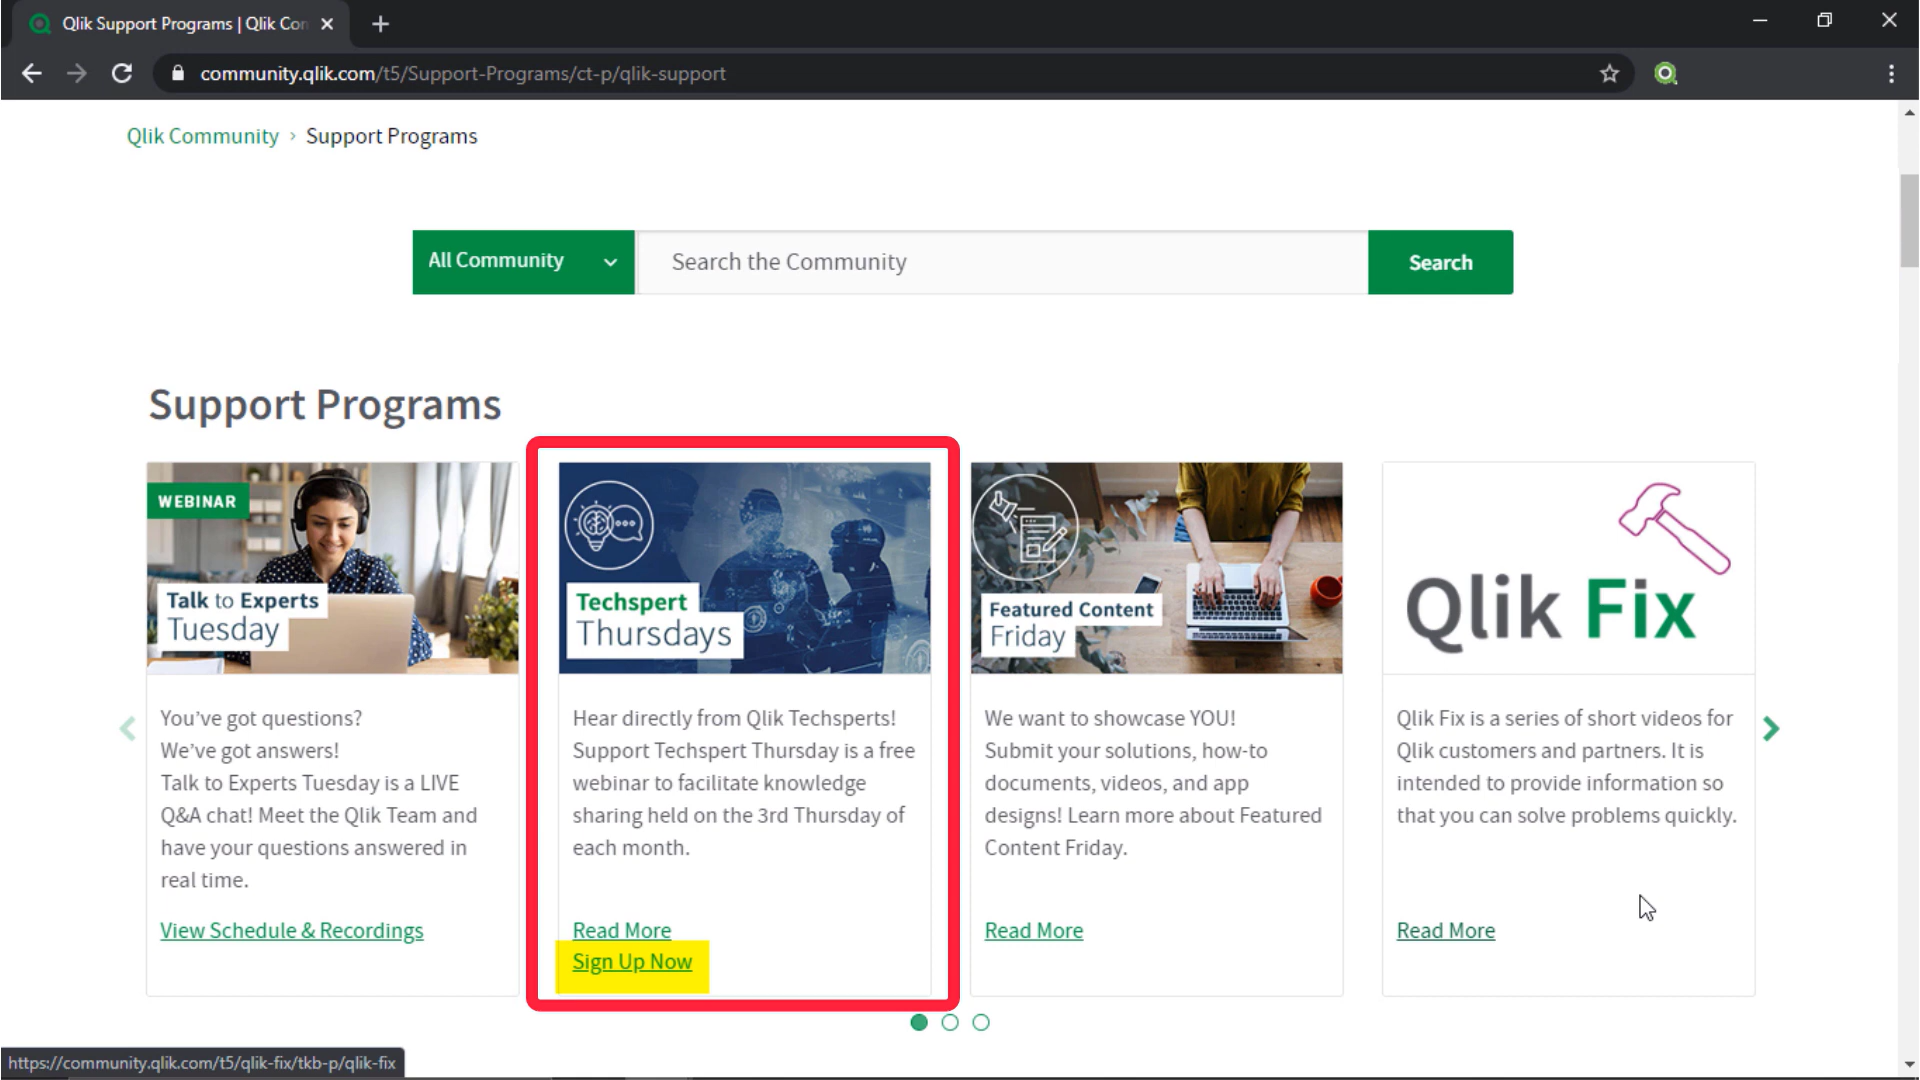 Qlik Support Programs | Qlik Con
community.qlik.com/t5/Support-Programs/ct-p/qlik-support
Qlik Community › Support Programs
All Community
Search the Community
Search
Support Programs
WEBINAR
Talk to Experts
Tuesday
You've got questions?
We've got answers!
Talk to Experts Tuesday is a LIVE
Q&A chat! Meet the Qlik Team and
have your questions answered in
real time.
View Schedule & Recordings
Techspert
Thursdays
Hear directly from Qlik Techsperts!
Support Techspert Thursday is a free
webinar to facilitate knowledge
sharing held on the 3rd Thursday of
each month.
Read More
Sign Up Now
Featured Content
Friday
We want to showcase YOU!
Submit your solutions, how-to
documents, videos, and app
designs! Learn more about Featured
Content Friday.
Read More
Qlik Fix
Qlik Fix is a series of short videos for
Qlik customers and partners. It is
intended to provide information so
that you can solve problems quickly.
Read More
https://community.qlik.com/t5/qlik-fix/tkb-p/qlik-fix